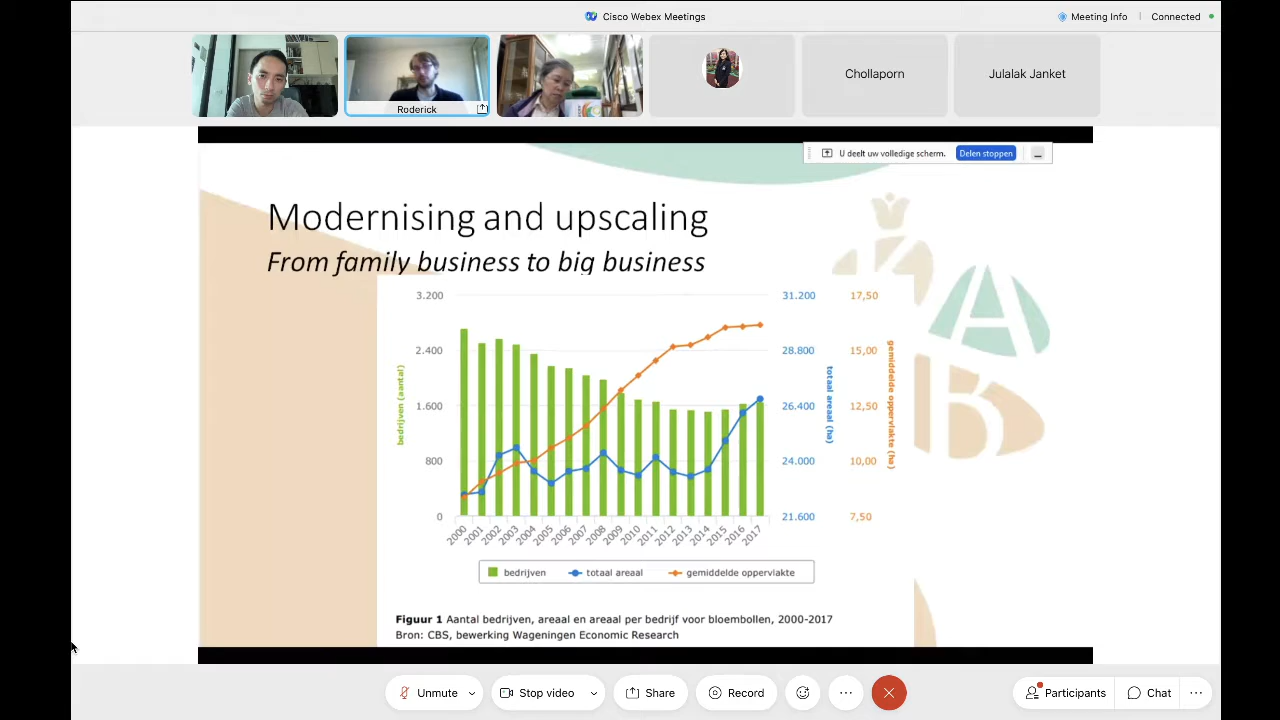 Cisco Webex Meetings
Meeting Info
Connected
Roderick
Chollaporn
Julalak Janket
U deelt uw volledige scherm.
Delen stoppen
Modernising and upscaling
From family business to big business
KAB
3.200
2.400
1.600
800
0
bedrijven (aantal)
31.200
28.800
26.400
24.000
21.600
totaal areaal (ha)
17,50
15,00
12,50
10,00
7,50
gemiddelde oppervlakte (ha)
2000 2001 2002 2003 2004 2005 2006 2007 2008 2009 2010 2011 2012 2013 2014 2015 2016 2017
bedrijven totaal areaal gemiddelde oppervlakte
Figuur 1 Aantal bedrijven, areaal en areaal per bedrijf voor bloembollen, 2000-2017
Bron: CBS, bewerking Wageningen Economic Research
Unmute
Stop video
Share
Record
Participants
Chat